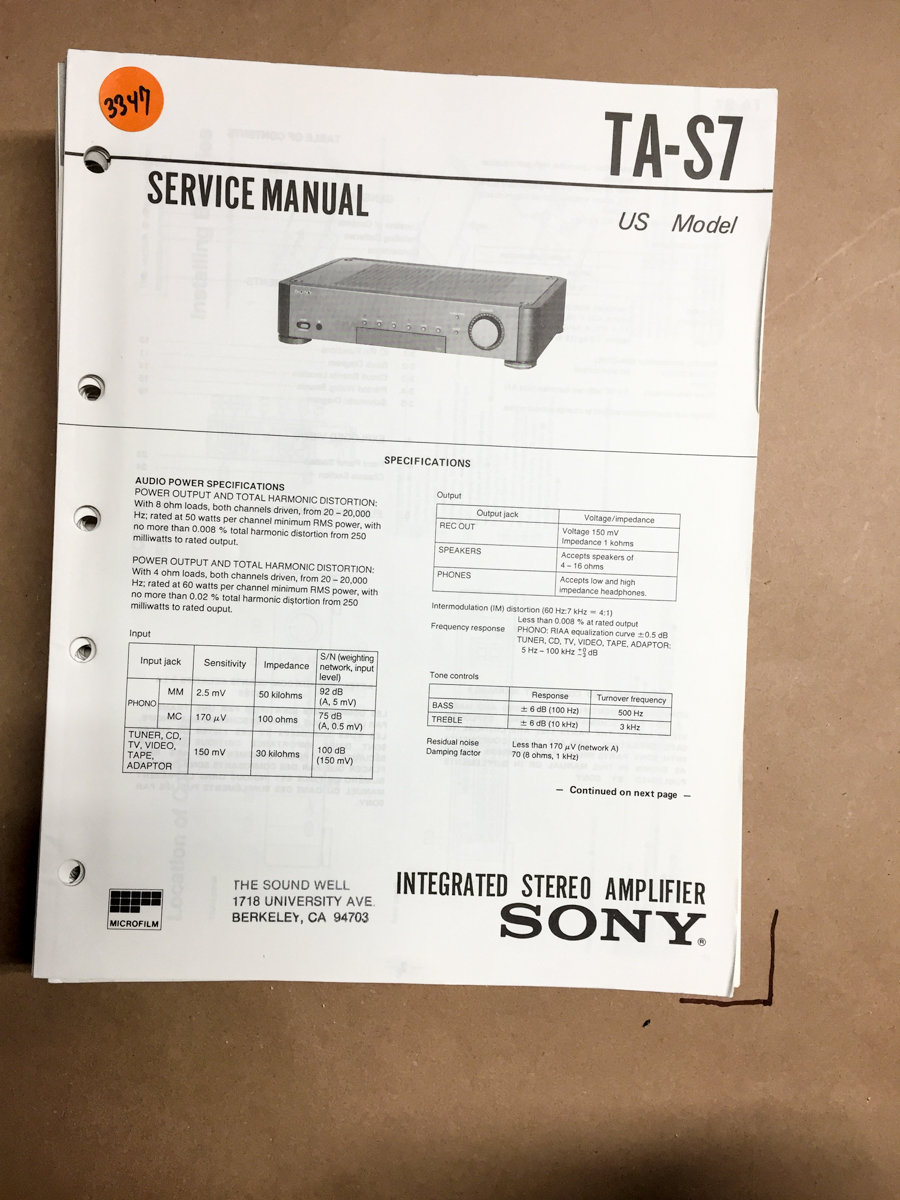 3347
TA-S7
SERVICE MANUAL
US Model
SONY
SPECIFICATIONS
AUDIO POWER SPECIFICATIONS
POWER OUTPUT AND TOTAL HARMONIC DISTORTION:
With 8 ohm loads, both channels driven, from 20 – 20,000
Hz; rated at 50 watts per channel minimum RMS power, with
no more than 0.008 % total harmonic distortion from 250
milliwatts to rated output.
POWER OUTPUT AND TOTAL HARMONIC DISTORTION:
With 4 ohm loads, both channels driven, from 20 – 20,000
Hz; rated at 60 watts per channel minimum RMS power, with
no more than 0.02 % total harmonic distortion from 250
milliwatts to rated ouput.
Input
Input jack Sensitivity Impedance S/N (weighting
network, input
level)
PHONO MM 2.5 mV 50 kilohms 92 dB
(A, 5 mV)
MC 170 µV 100 ohms 75 dB
(A, 0.5 mV)
TUNER, CD,
TV, VIDEO,
TAPE,
ADAPTOR 150 mV 30 kilohms 100 dB
(150 mV)
Output
Output jack Voltage/impedance
REC OUT Voltage 150 mV
Impedance 1 kohms
SPEAKERS Accepts speakers of
4 – 16 ohms
PHONES Accepts low and high
impedance headphones.
Intermodulation (IM) distortion (60 Hz:7 kHz = 4:1)
Less than 0.008 % at rated output
Frequency response PHONO: RIAA equalization curve ±0.5 dB
TUNER, CD, TV, VIDEO, TAPE, ADAPTOR:
5 Hz – 100 kHz +0 −3 dB
Tone controls
Response Turnover frequency
BASS ± 6 dB (100 Hz) 500 Hz
TREBLE ± 6 dB (10 kHz) 3 kHz
Residual noise Less than 170 µV (network A)
Damping factor 70 (8 ohms, 1 kHz)
— Continued on next page —
MICROFILM
THE SOUND WELL
1718 UNIVERSITY AVE.
BERKELEY, CA 94703
INTEGRATED STEREO AMPLIFIER
SONY®